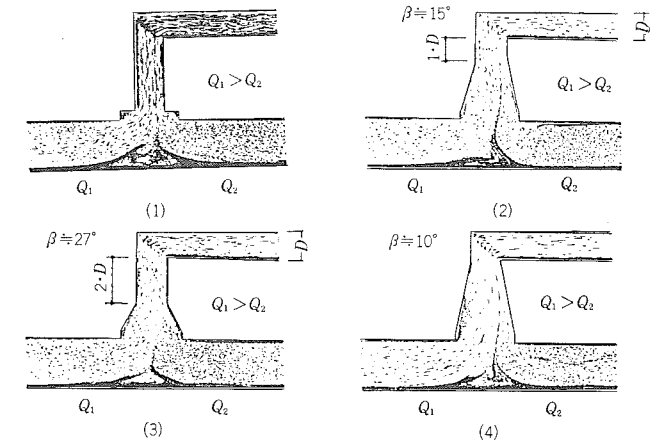 Q₁ > Q₂
Q₁ Q₂
(1)
β≒15°
1·D
D
Q₁ > Q₂
Q₁ Q₂
(2)
β≒27°
2·D
D
Q₁ > Q₂
Q₁ Q₂
(3)
β≒10°
Q₁ > Q₂
Q₁ Q₂
(4)